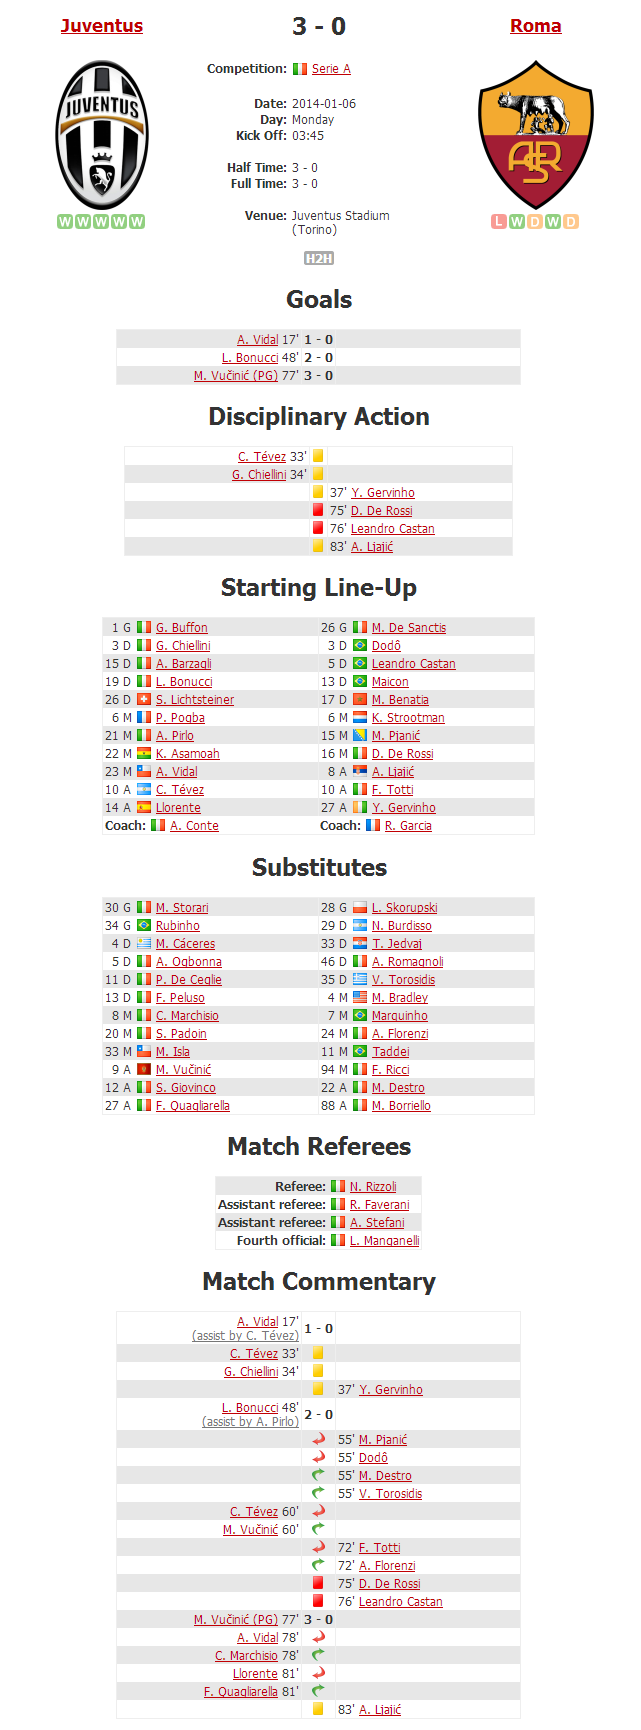 Juventus 3 - 0 Roma
Competition: Serie A
JUVENTUS
ASR
Date: 2014-01-06
Day: Monday
Kick Off: 03:45
Half Time: 3 - 0
Full Time: 3 - 0
Venue: Juventus Stadium
(Torino)
W W W W W
L W D W D
H2H
Goals
A. Vidal 17' 1 - 0
L. Bonucci 48' 2 - 0
M. Vučinić (PG) 77' 3 - 0
Disciplinary Action
C. Tévez 33'
G. Chiellini 34'
37' Y. Gervinho
75' D. De Rossi
76' Leandro Castan
83' A. Ljajić
Starting Line-Up
1 G G. Buffon 26 G M. De Sanctis
3 D G. Chiellini 3 D Dodô
15 D A. Barzagli 5 D Leandro Castan
19 D L. Bonucci 13 D Maicon
26 D S. Lichtsteiner 17 D M. Benatia
6 M P. Pogba 6 M K. Strootman
21 M A. Pirlo 15 M M. Pjanić
22 M K. Asamoah 16 M D. De Rossi
23 M A. Vidal 8 A A. Ljajić
10 A C. Tévez 10 A F. Totti
14 A Llorente 27 A Y. Gervinho
Coach: A. Conte Coach: R. Garcia
Substitutes
30 G M. Storari 28 G L. Skorupski
34 G Rubinho 29 D N. Burdisso
4 D M. Cáceres 33 D T. Jedvaj
5 D A. Ogbonna 46 D A. Romagnoli
11 D P. De Ceglie 35 D V. Torosidis
13 D F. Peluso 4 M M. Bradley
8 M C. Marchisio 7 M Marquinho
20 M S. Padoin 24 M A. Florenzi
33 M M. Isla 11 M Taddei
9 A M. Vučinić 94 M F. Ricci
12 A S. Giovinco 22 A M. Destro
27 A F. Quagliarella 88 A M. Borriello
Match Referees
Referee: N. Rizzoli
Assistant referee: R. Faverani
Assistant referee: A. Stefani
Fourth official: L. Manganelli
Match Commentary
A. Vidal 17' 1 - 0
(assist by C. Tévez)
C. Tévez 33'
G. Chiellini 34'
37' Y. Gervinho
L. Bonucci 48' 2 - 0
(assist by A. Pirlo)
55' M. Pjanić
55' Dodô
55' M. Destro
55' V. Torosidis
C. Tévez 60'
M. Vučinić 60'
72' F. Totti
72' A. Florenzi
75' D. De Rossi
76' Leandro Castan
M. Vučinić (PG) 77' 3 - 0
A. Vidal 78'
C. Marchisio 78'
Llorente 81'
F. Quagliarella 81'
83' A. Ljajić